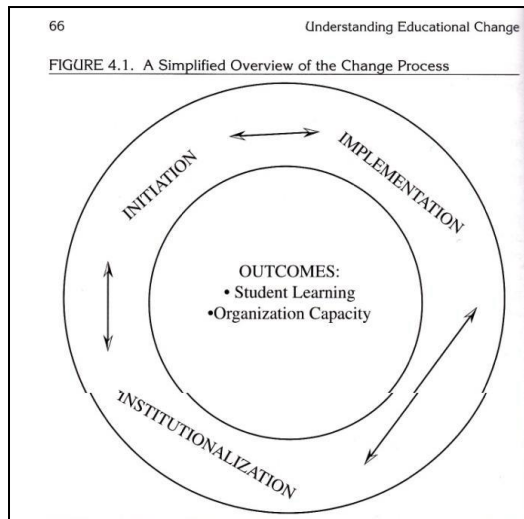 66
Understanding Educational Change
FIGURE 4.1. A Simplified Overview of the Change Process
INITIATION
IMPLEMENTATION
OUTCOMES:
• Student Learning
•Organization Capacity
INSTITUTIONALIZATION